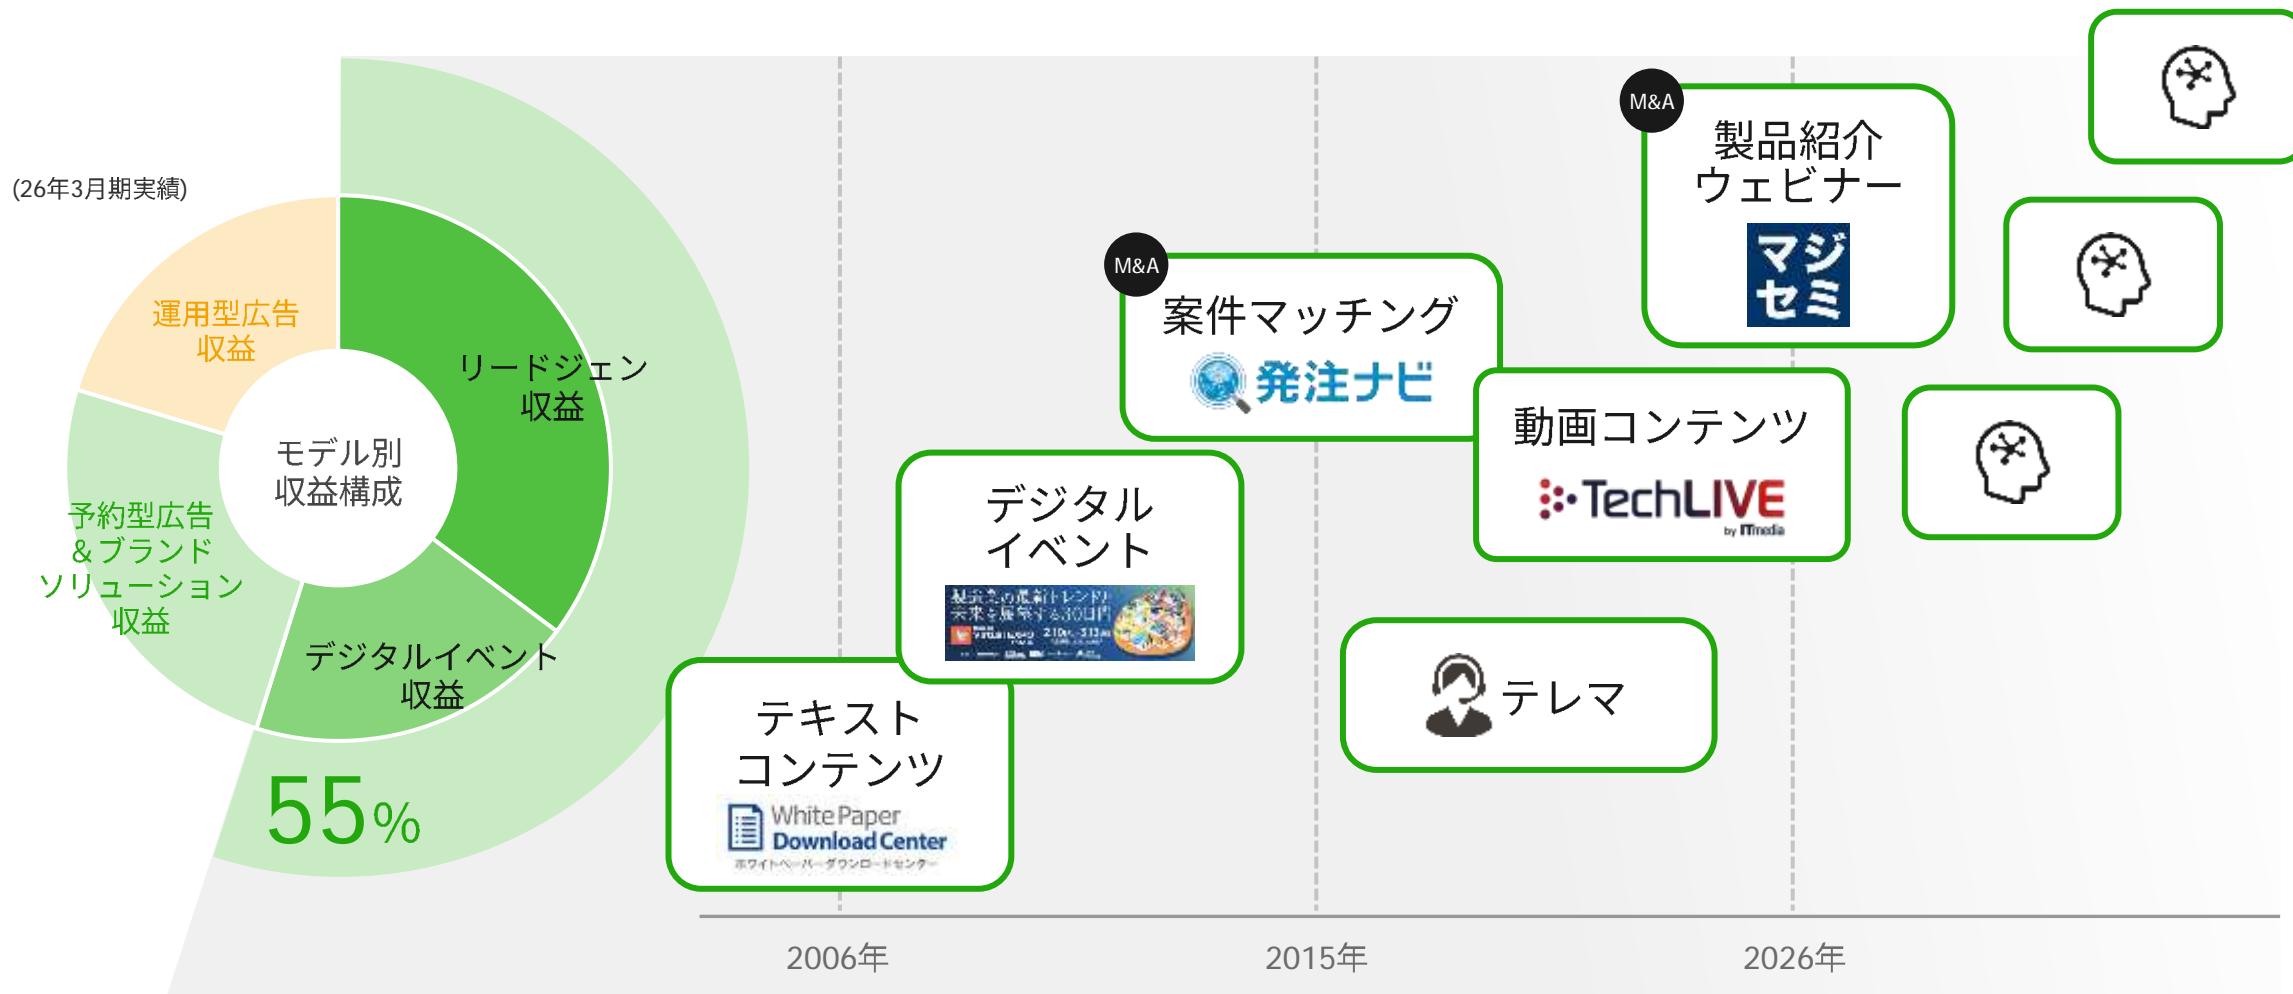 (26年3月期実績)
運用型広告
収益
リードジェン
収益
モデル別
収益構成
予約型広告
＆ブランド
ソリューション
収益
デジタルイベント
収益
55%
M&A
製品紹介
ウェビナー
マジ
セミ
M&A
案件マッチング
発注ナビ
動画コンテンツ
TechLIVE
by ITmedia
デジタル
イベント
テレマ
テキスト
コンテンツ
White Paper
Download Center
ホワイトペーパーダウンロードセンター
2006年
2015年
2026年